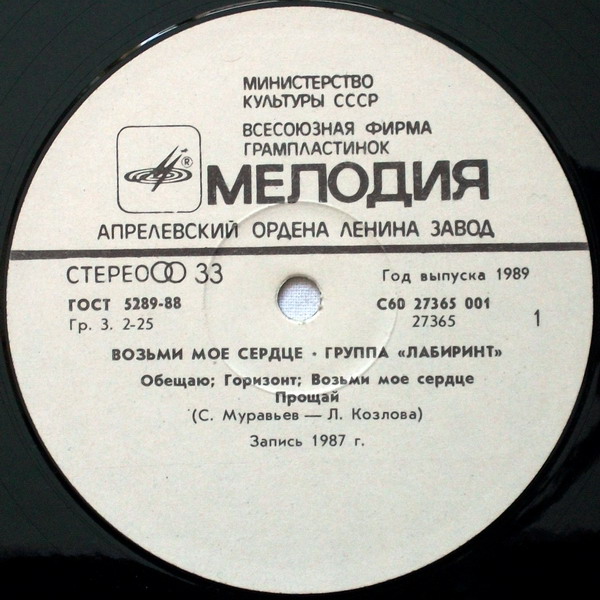 МИНИСТЕРСТВО
КУЛЬТУРЫ СССР
ВСЕСОЮЗНАЯ ФИРМА
ГРАМПЛАСТИНОК
®
МЕЛОДИЯ
АПРЕЛЕВСКИЙ ОРДЕНА ЛЕНИНА ЗАВОД
СТЕРЕО 33 Год выпуска 1989
ГОСТ 5289-88 С60 27365 001
Гр. 3. 2-25 27365 1
ВОЗЬМИ МОЕ СЕРДЦЕ · ГРУППА «ЛАБИРИНТ»
Обещаю; Горизонт; Возьми мое сердце
Прощай
(С. Муравьев — Л. Козлова)
Запись 1987 г.